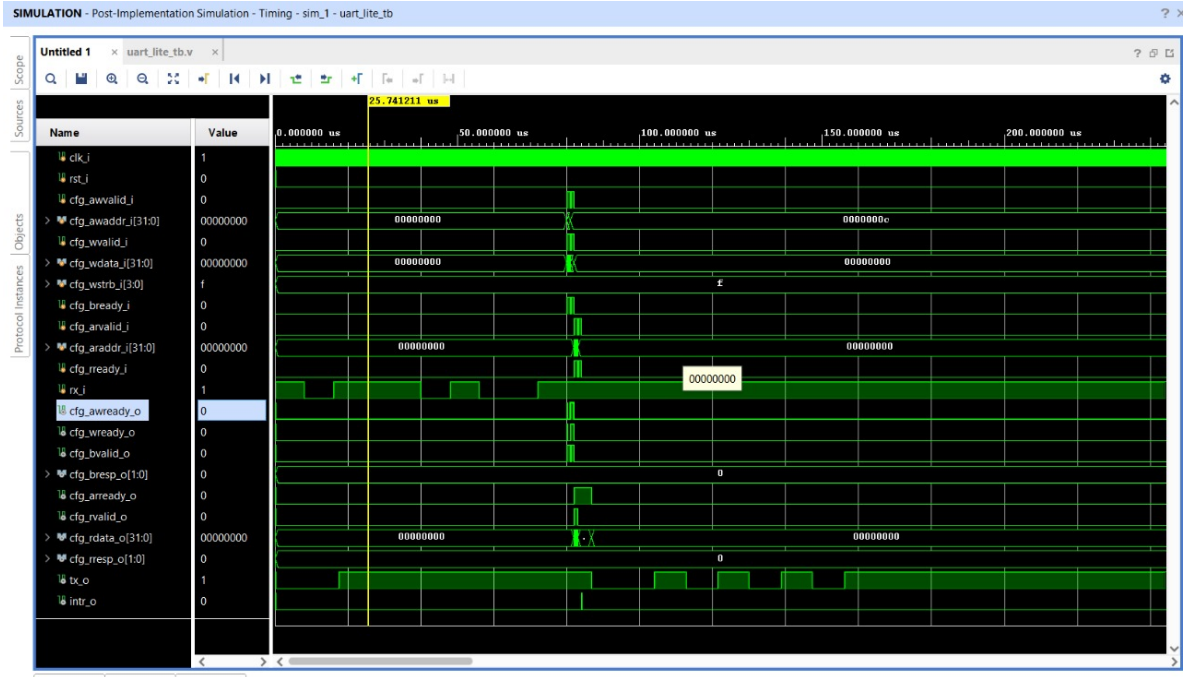 SIMULATION - Post-Implementation Simulation - Timing - sim_1 - uart_lite_tb
Scope
Sources
Objects
Protocol Instances
Untitled 1
uart_lite_tb.v
25.741211 us
Name Value
0.000000 us 50.000000 us 100.000000 us 150.000000 us 200.000000 us
clk_i 1
rst_i 0
cfg_awvalid_i 0
cfg_awaddr_i[31:0] 00000000 00000000 0000000c
cfg_wvalid_i 0
cfg_wdata_i[31:0] 00000000 00000000 00000000
cfg_wstrb_i[3:0] f f
cfg_bready_i 0
cfg_arvalid_i 0
cfg_araddr_i[31:0] 00000000 00000000 00000000
cfg_rready_i 0
00000000
rx_i 1
cfg_awready_o 0
cfg_wready_o 0
cfg_bvalid_o 0
cfg_bresp_o[1:0] 0 0
cfg_arready_o 0
cfg_rvalid_o 0
cfg_rdata_o[31:0] 00000000 00000000 . 00000000
cfg_rresp_o[1:0] 0 0
tx_o 1
intr_o 0